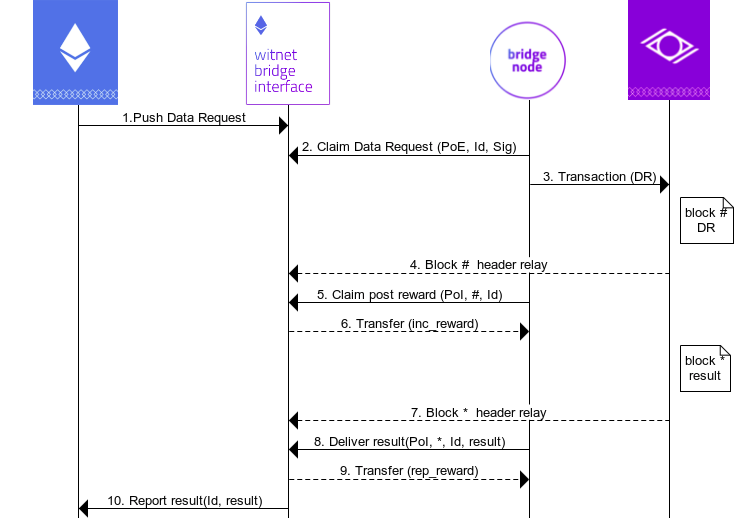 witnet
bridge
interface
bridge
node
1.Push Data Request
2. Claim Data Request (PoE, Id, Sig)
3. Transaction (DR)
block #
DR
4. Block #  header relay
5. Claim post reward (PoI, #, Id)
6. Transfer (inc_reward)
block *
result
7. Block *  header relay
8. Deliver result(PoI, *, Id, result)
9. Transfer (rep_reward)
10. Report result(Id, result)